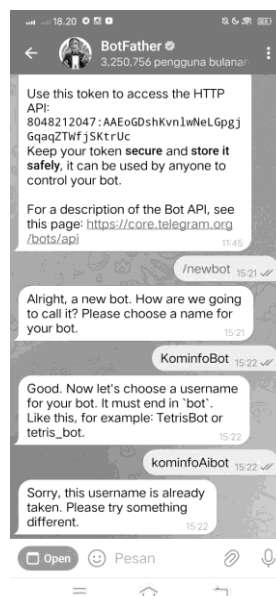 18.20
BotFather
3,250,756 pengguna bulanan
Use this token to access the HTTP
API:
8048212047:AAEoGDshKvnlwNeLGpgj
GqaqZTWfjSKtrUc
Keep your token secure and store it
safely, it can be used by anyone to
control your bot.
For a description of the Bot API, see
this page: https://core.telegram.org
/bots/api
11:45
/newbot 15:21
Alright, a new bot. How are we going
to call it? Please choose a name for
your bot.
15:21
KominfoBot 15:22
Good. Now let's choose a username
for your bot. It must end in `bot`.
Like this, for example: TetrisBot or
tetris_bot.
15:22
kominfoAibot 15:22
Sorry, this username is already
taken. Please try something
different.
15:22
Open Pesan